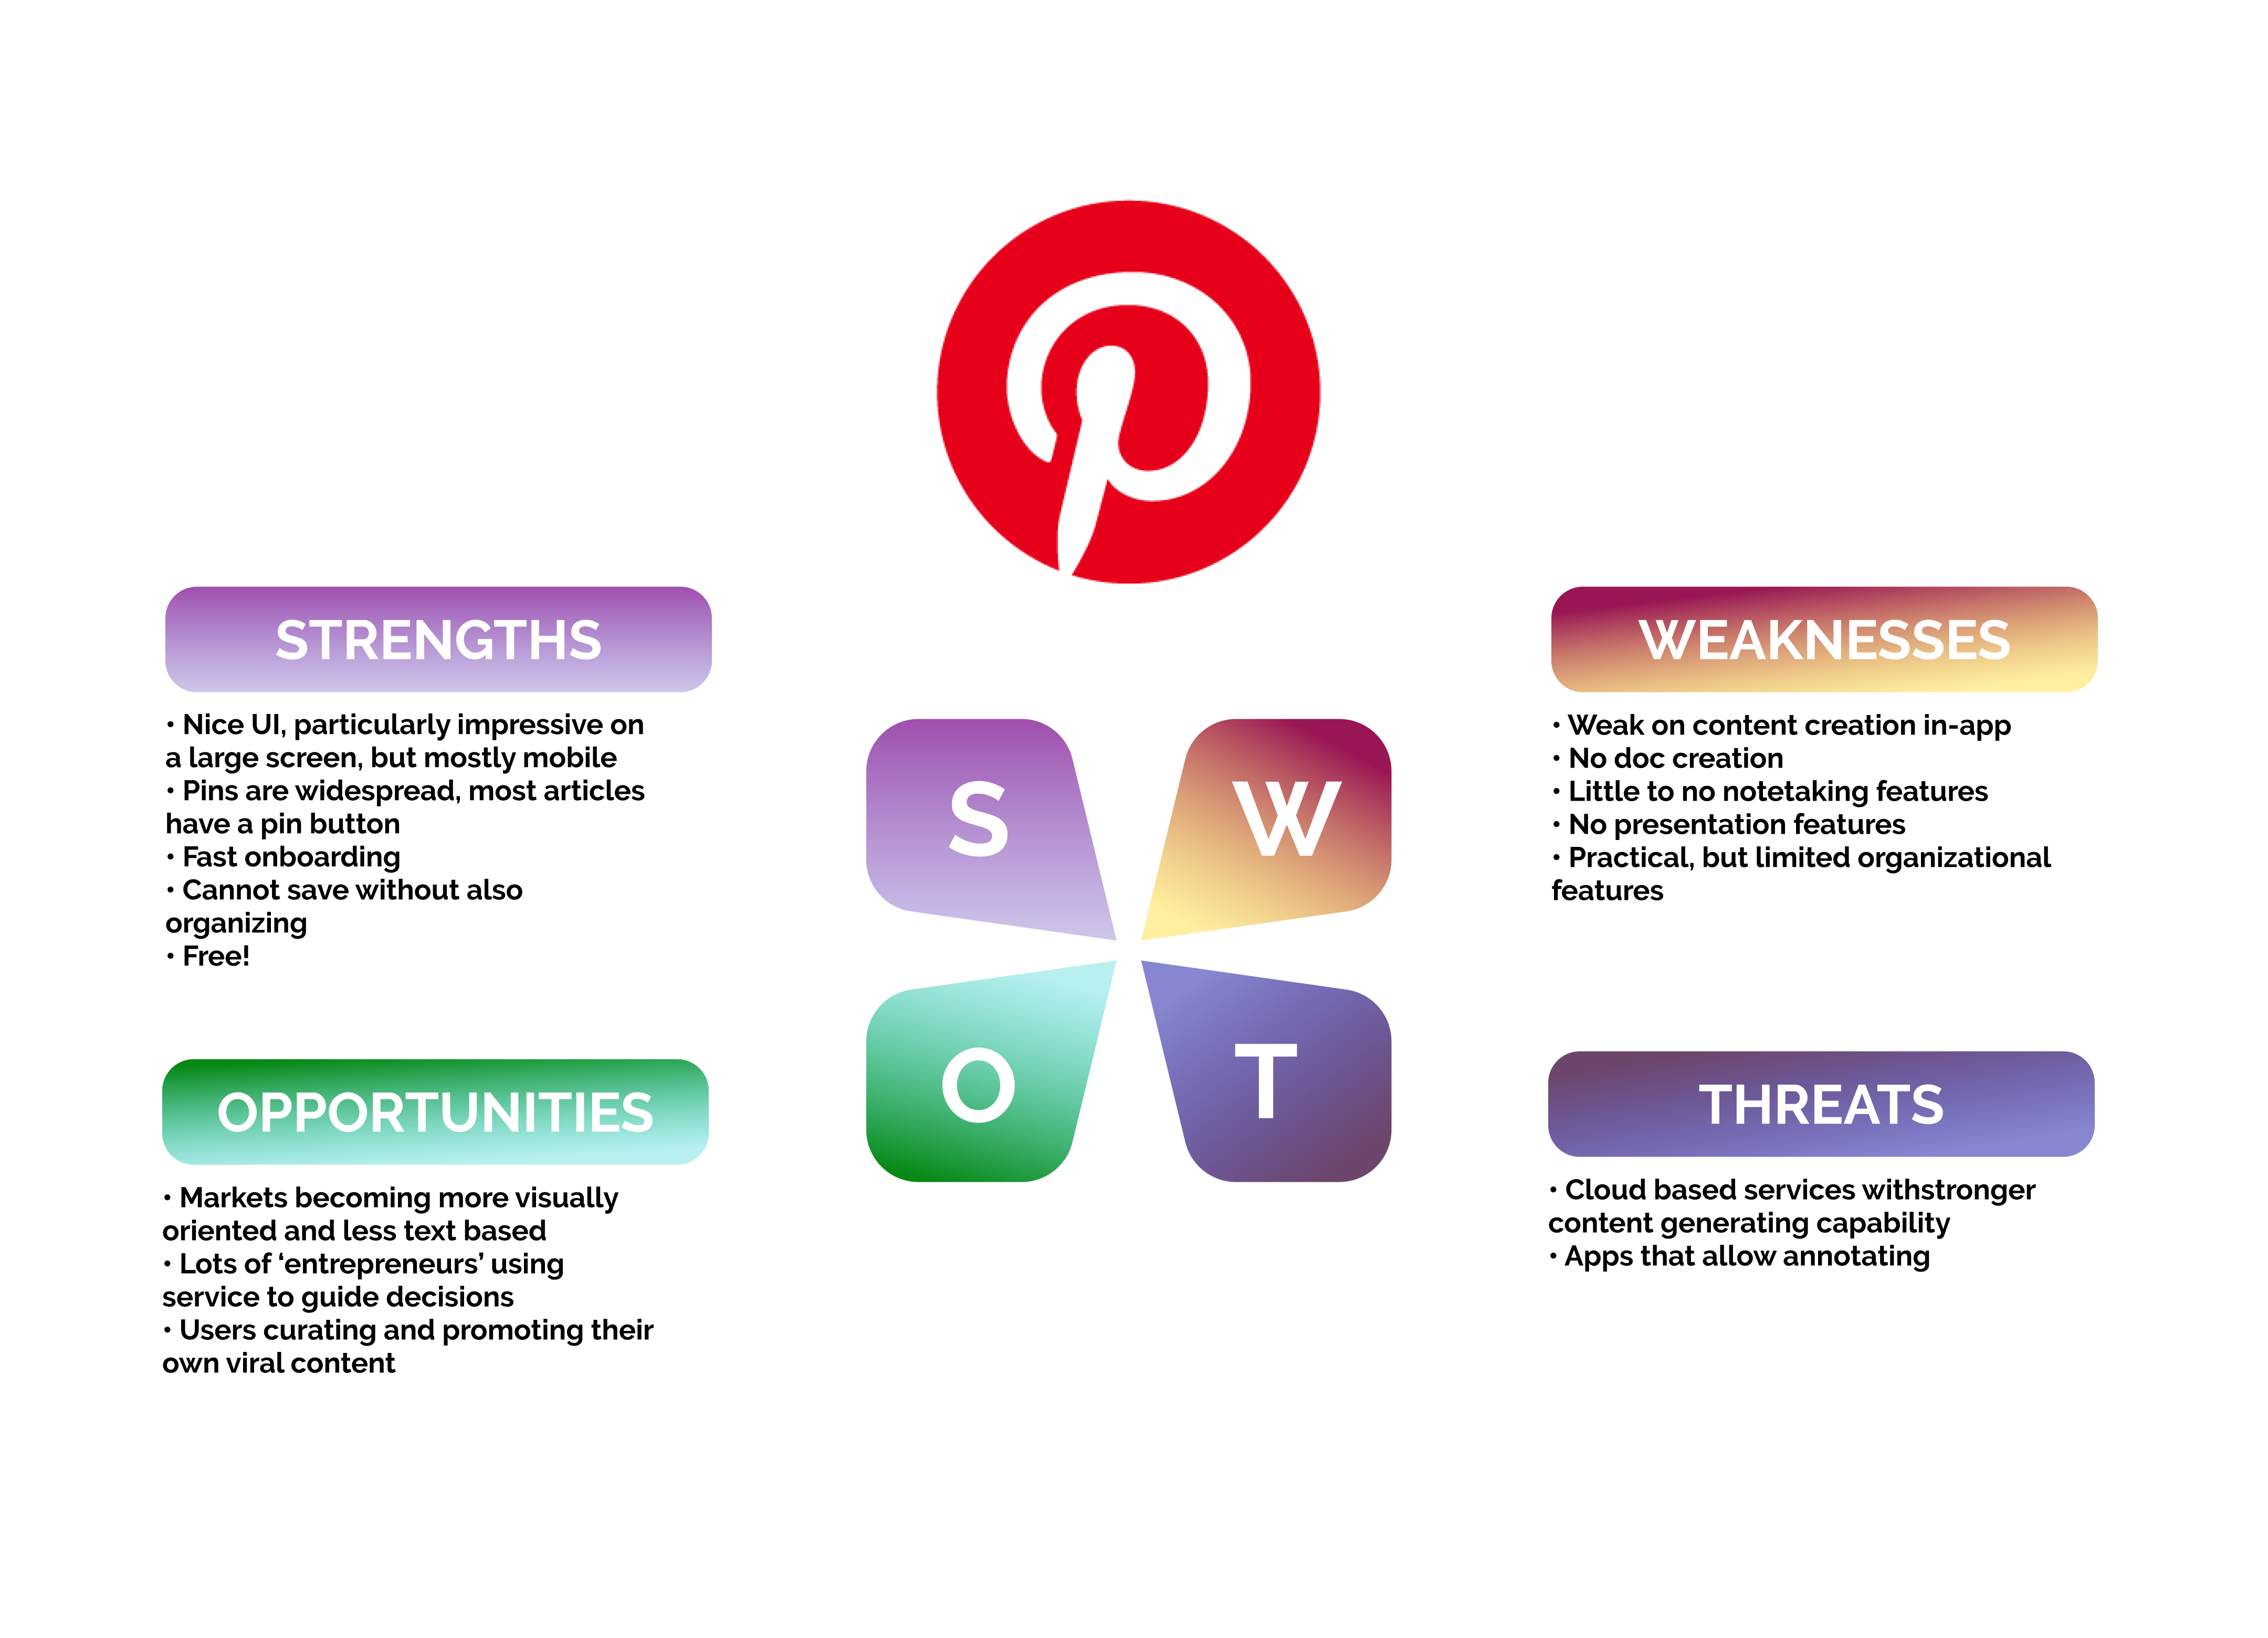 STRENGTHS
• Nice UI, particularly impressive on
a large screen, but mostly mobile
• Pins are widespread, most articles
have a pin button
• Fast onboarding
• Cannot save without also
organizing
• Free!
WEAKNESSES
• Weak on content creation in-app
• No doc creation
• Little to no notetaking features
• No presentation features
• Practical, but limited organizational
features
S
W
O
T
OPPORTUNITIES
• Markets becoming more visually
oriented and less text based
• Lots of ‘entrepreneurs’ using
service to guide decisions
• Users curating and promoting their
own viral content
THREATS
• Cloud based services withstronger
content generating capability
• Apps that allow annotating